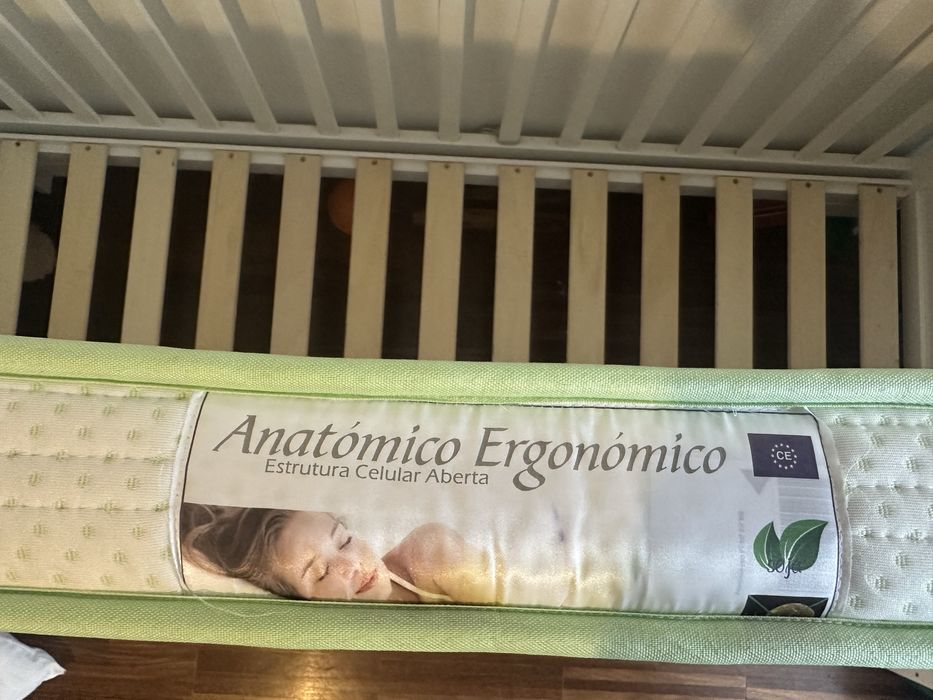 Anatómico Ergonómico
Estrutura Celular Aberta
CE
soja